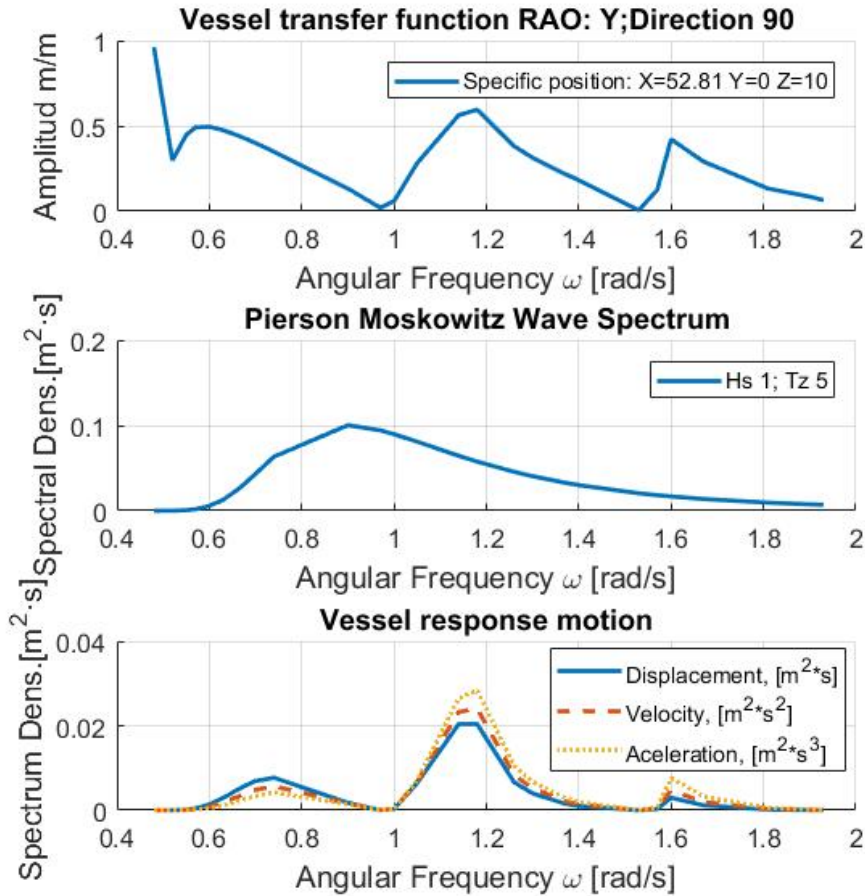 Vessel transfer function RAO: Y;Direction 90
Amplitud m/m
1
0.5
0
Specific position: X=52.81 Y=0 Z=10
0.4 0.6 0.8 1 1.2 1.4 1.6 1.8 2
Angular Frequency ω [rad/s]
Pierson Moskowitz Wave Spectrum
Spectral Dens.[m²·s]
0.2
0.1
0
Hs 1; Tz 5
0.4 0.6 0.8 1 1.2 1.4 1.6 1.8 2
Angular Frequency ω [rad/s]
Vessel response motion
Spectrum Dens.[m²·s]
0.04
0.02
0
Displacement, [m²*s]
Velocity, [m²*s²]
Aceleration, [m²*s³]
0.4 0.6 0.8 1 1.2 1.4 1.6 1.8 2
Angular Frequency ω [rad/s]